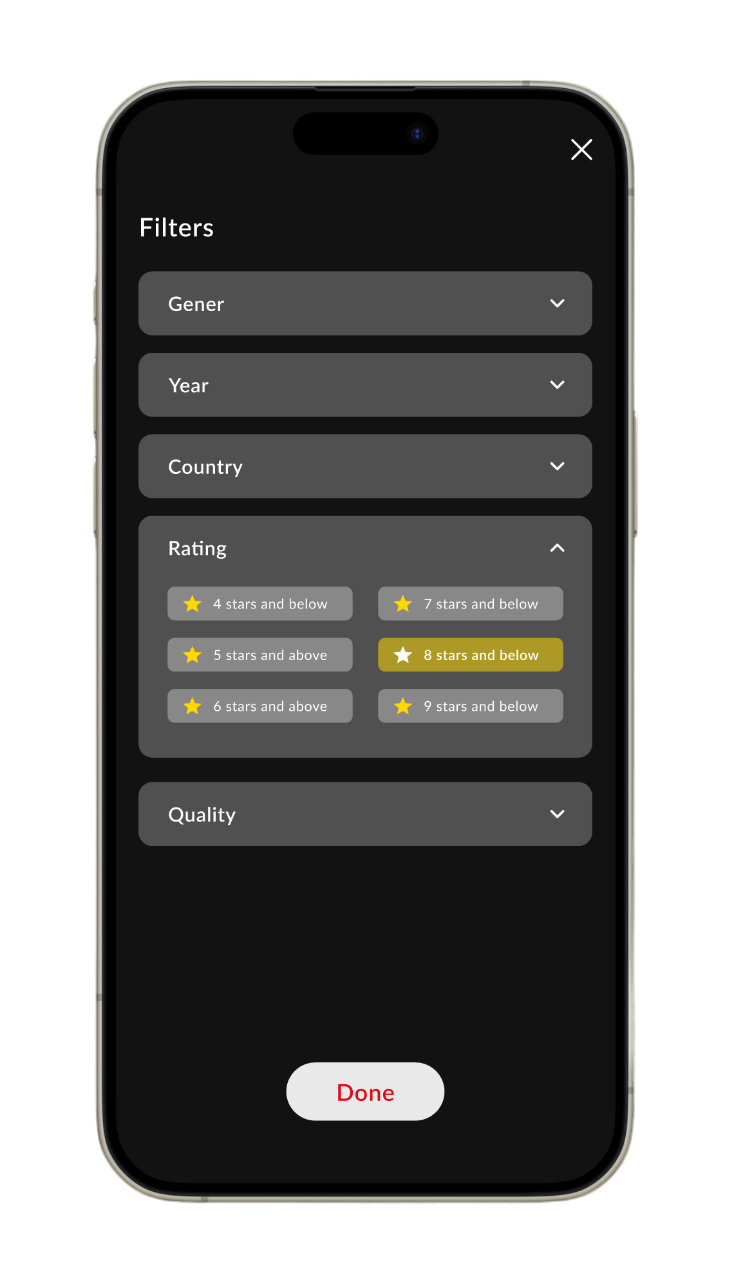 Filters
Gener
Year
Country
Rating
4 stars and below
7 stars and below
5 stars and above
8 stars and below
6 stars and above
9 stars and below
Quality
Done